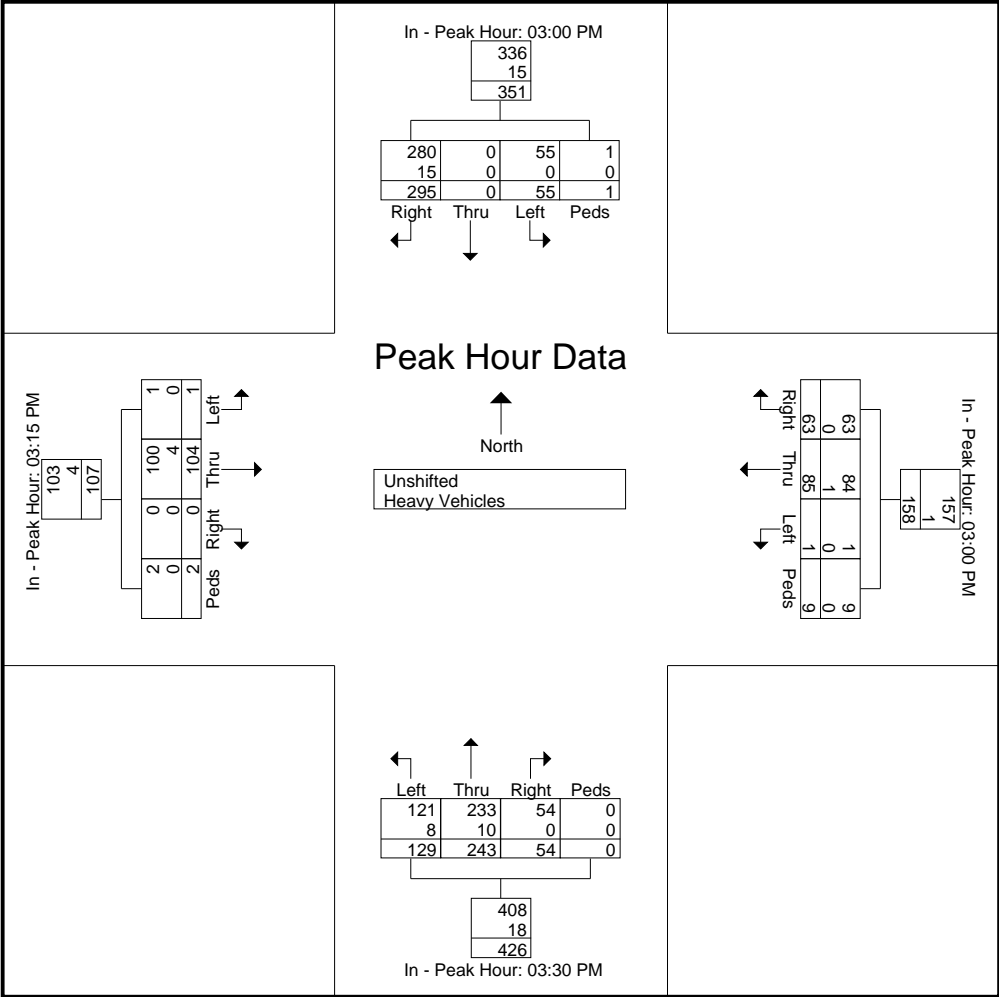 In - Peak Hour: 03:00 PM
336
15
351
280 0 55 1
15 0 0 0
295 0 55 1
Right Thru Left Peds
Peak Hour Data
North
Unshifted
Heavy Vehicles
In - Peak Hour: 03:15 PM
103
4
107
1 100 0 2
0 4 0 0
1 104 0 2
Left Thru Right Peds
In - Peak Hour: 03:00 PM
157
1
158
63 84 1 9
0 1 0 0
63 85 1 9
Right Thru Left Peds
Left Thru Right Peds
121 233 54 0
8 10 0 0
129 243 54 0
408
18
426
In - Peak Hour: 03:30 PM